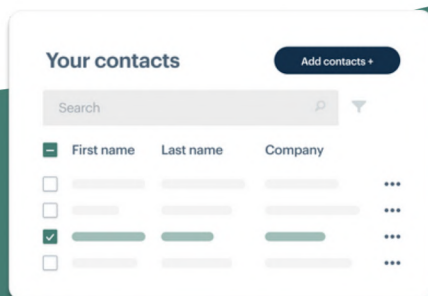 Your contacts
Add contacts +
Search
First name Last name Company